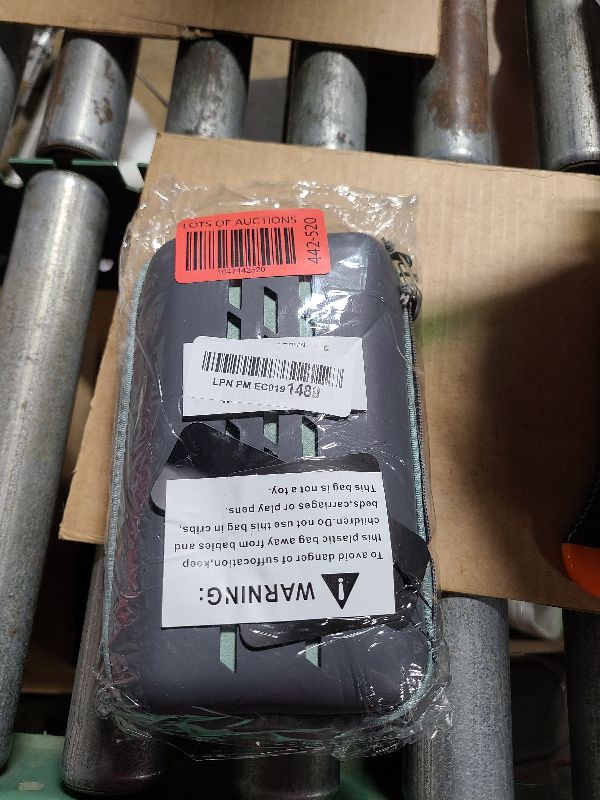 LOTS OF AUCTIONS
1047442520
442-520
LPN PM EC019
1489
WARNING:
To avoid danger of suffocation,keep
this plastic bag away from babies and
children.Do not use this bag in cribs,
beds,carriages or play pens.
This bag is not a toy.